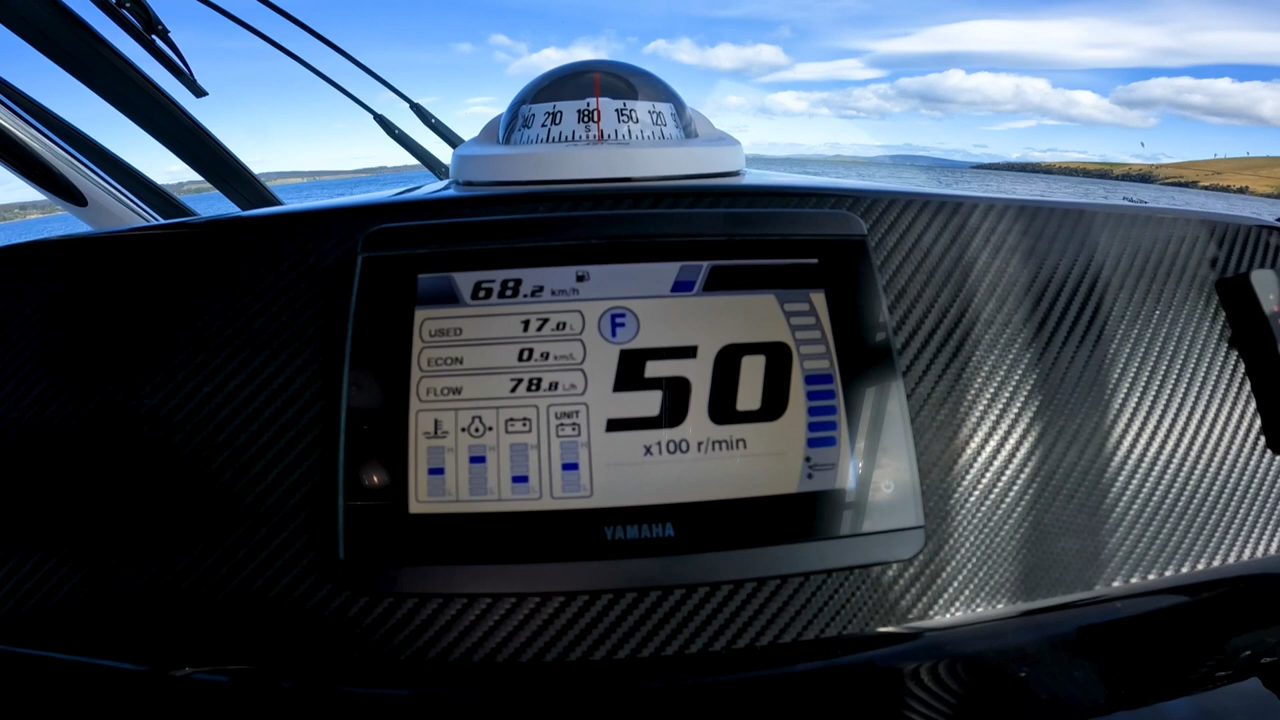 240 210 180 150 120
S
68.2 km/h
USED 17.0 L
F
ECON 0.9 km/L
50
FLOW 78.8 L/h
UNIT
x100 r/min
H H H H
L L L L
YAMAHA